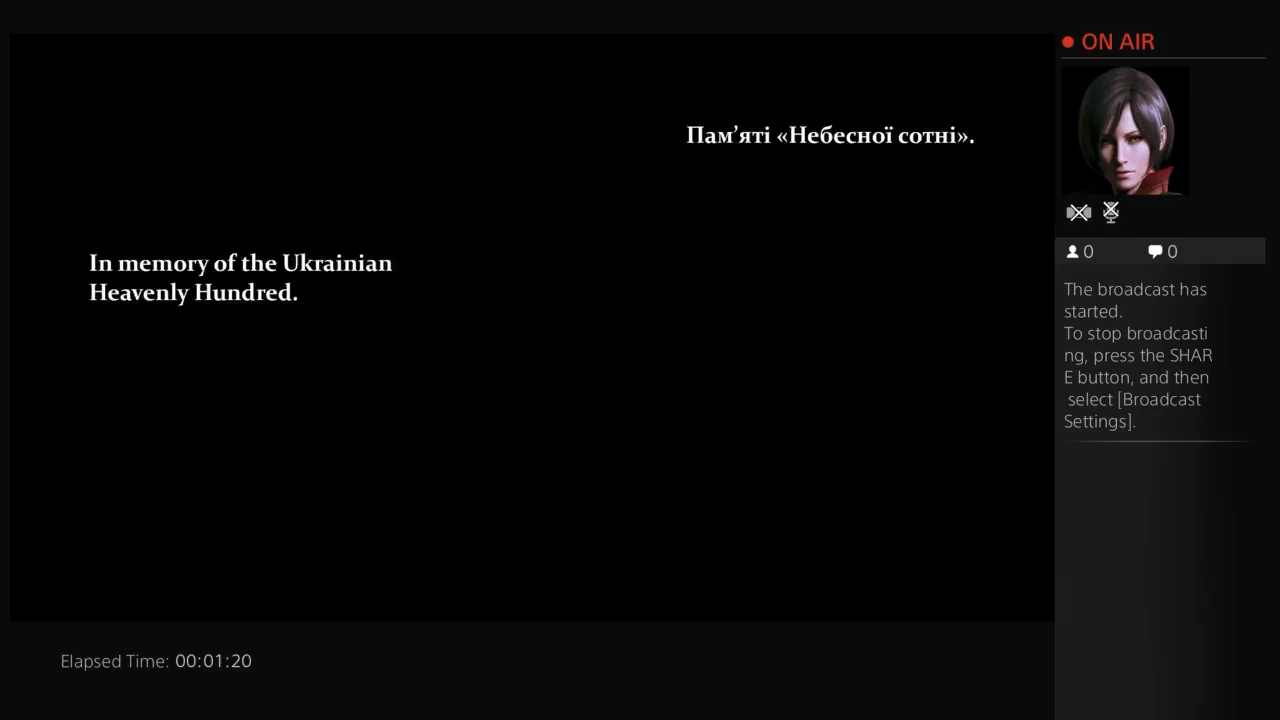 Пам’яті «Небесної сотні».
In memory of the Ukrainian
Heavenly Hundred.
Elapsed Time: 00:01:20
ON AIR
0 0
The broadcast has
started.
To stop broadcasti
ng, press the SHAR
E button, and then
select [Broadcast
Settings].